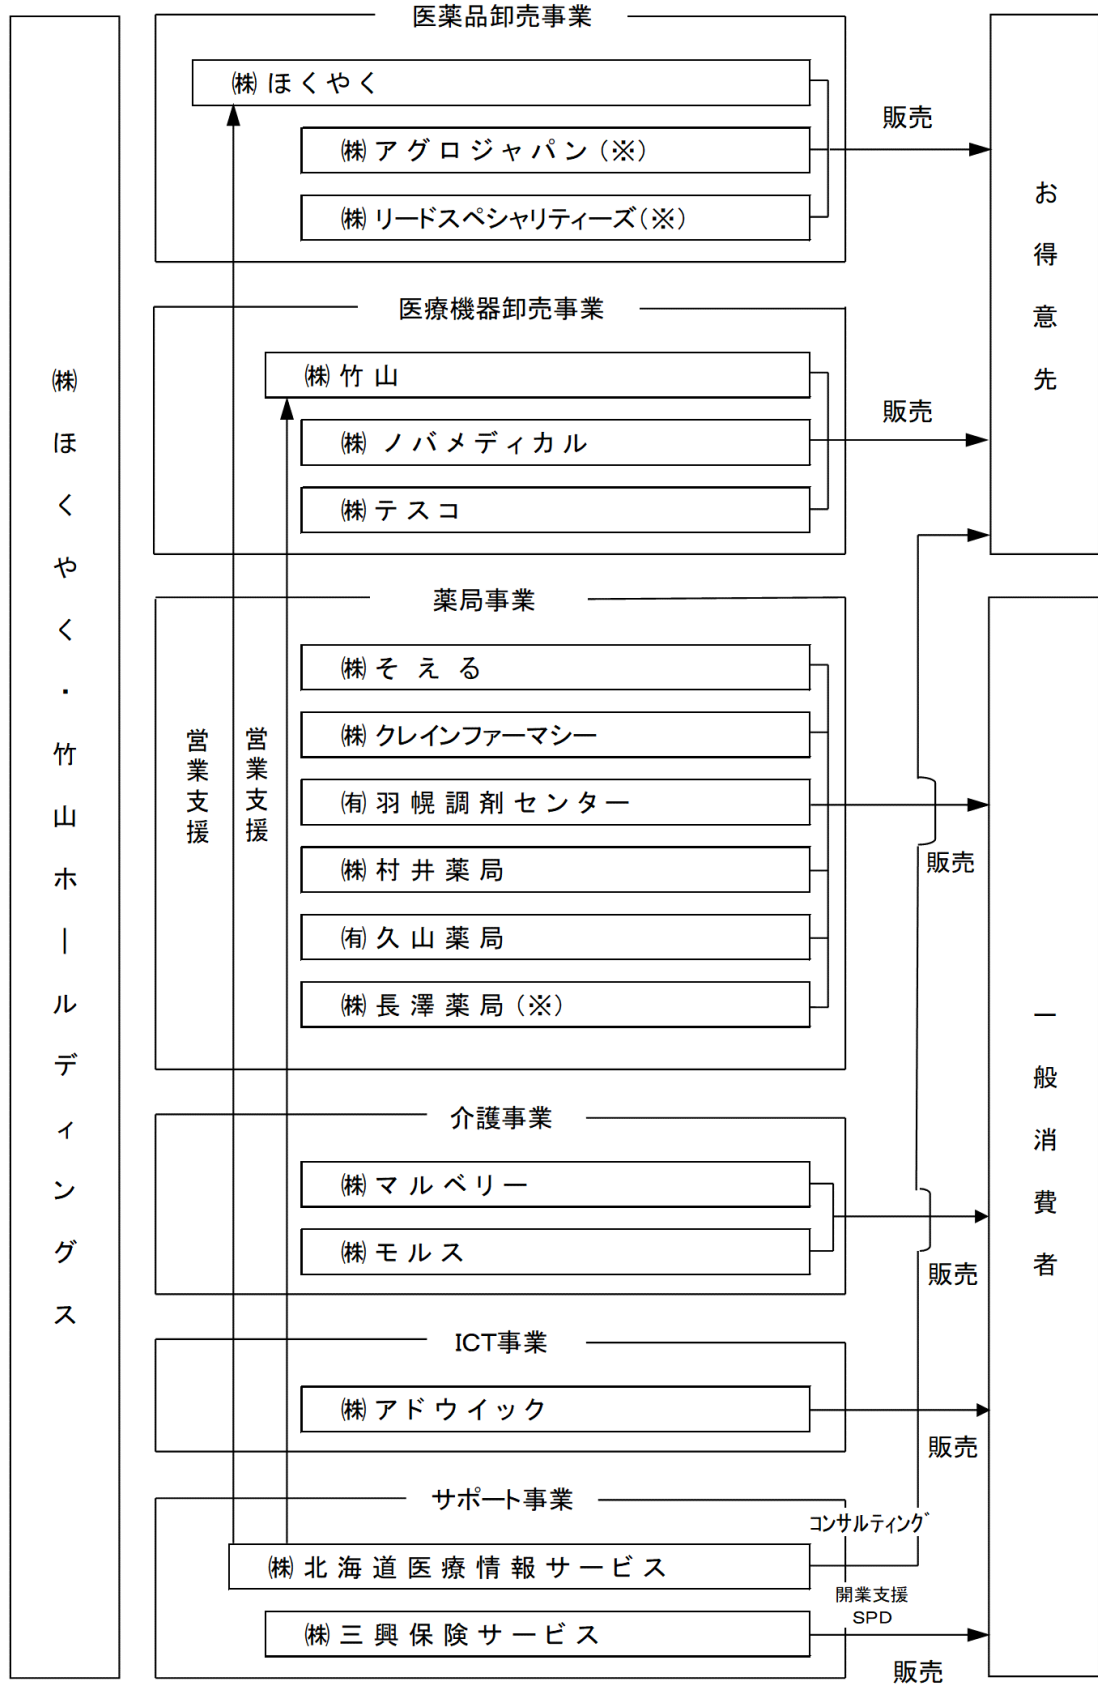 ㈱ほくやく・竹山ホールディングス
医薬品卸売事業
㈱ほくやく
㈱アグロジャパン(※)
㈱リードスペシャリティーズ(※)
販売
お得意先
医療機器卸売事業
㈱竹山
㈱ノバメディカル
㈱テスコ
販売
薬局事業
㈱そえる
㈱クレインファーマシー
㈲羽幌調剤センター
㈱村井薬局
㈲久山薬局
㈱長澤薬局(※)
営業支援
営業支援
販売
一般消費者
介護事業
㈱マルベリー
㈱モルス
販売
ICT事業
㈱アドウイック
販売
サポート事業
コンサルティング
㈱北海道医療情報サービス
開業支援
SPD
㈱三興保険サービス
販売